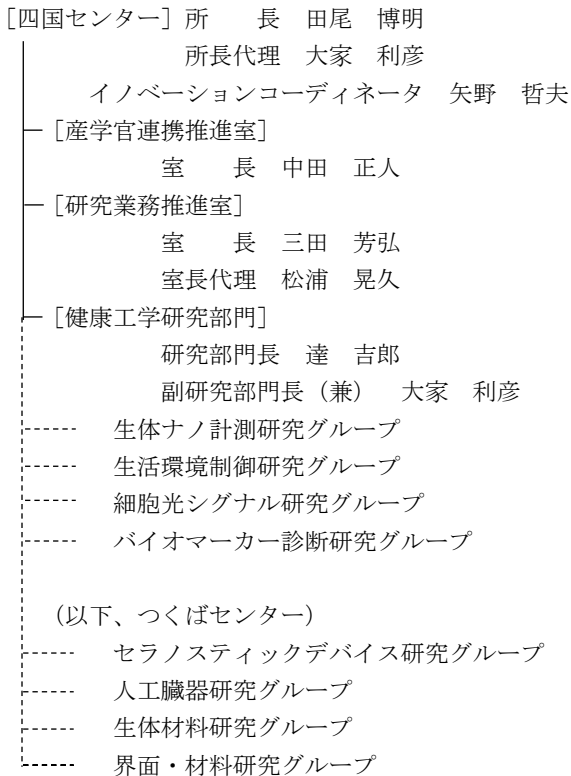 ［四国センター］所　　長　田尾　博明
所長代理　大家　利彦
イノベーションコーディネータ　矢野　哲夫
［産学官連携推進室］
室　　長　中田　正人
［研究業務推進室］
室　　長　三田　芳弘
室長代理　松浦　晃久
［健康工学研究部門］
研究部門長　達　吉郎
副研究部門長（兼）　大家　利彦
生体ナノ計測研究グループ
生活環境制御研究グループ
細胞光シグナル研究グループ
バイオマーカー診断研究グループ
（以下、つくばセンター）
セラノスティックデバイス研究グループ
人工臓器研究グループ
生体材料研究グループ
界面・材料研究グループ